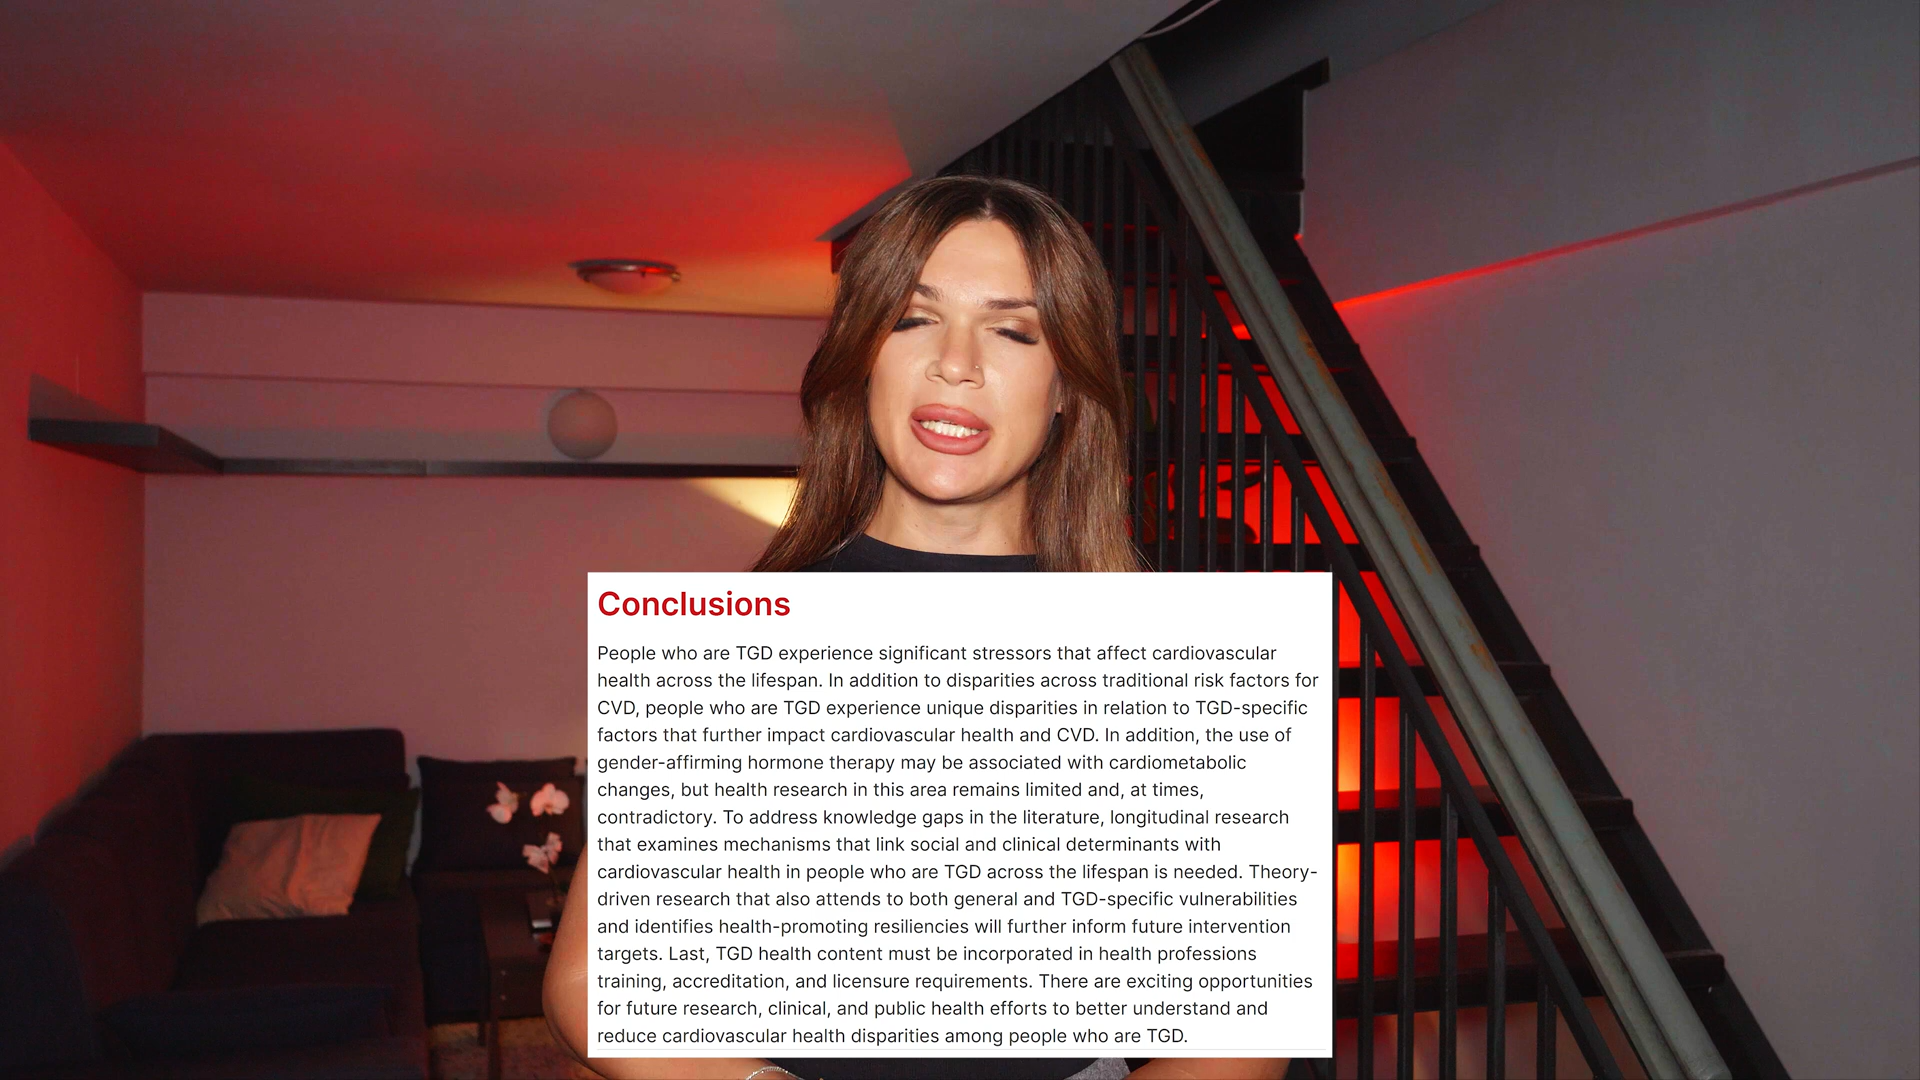 Conclusions
People who are TGD experience significant stressors that affect cardiovascular
health across the lifespan. In addition to disparities across traditional risk factors for
CVD, people who are TGD experience unique disparities in relation to TGD-specific
factors that further impact cardiovascular health and CVD. In addition, the use of
gender-affirming hormone therapy may be associated with cardiometabolic
changes, but health research in this area remains limited and, at times,
contradictory. To address knowledge gaps in the literature, longitudinal research
that examines mechanisms that link social and clinical determinants with
cardiovascular health in people who are TGD across the lifespan is needed. Theory-
driven research that also attends to both general and TGD-specific vulnerabilities
and identifies health-promoting resiliencies will further inform future intervention
targets. Last, TGD health content must be incorporated in health professions
training, accreditation, and licensure requirements. There are exciting opportunities
for future research, clinical, and public health efforts to better understand and
reduce cardiovascular health disparities among people who are TGD.